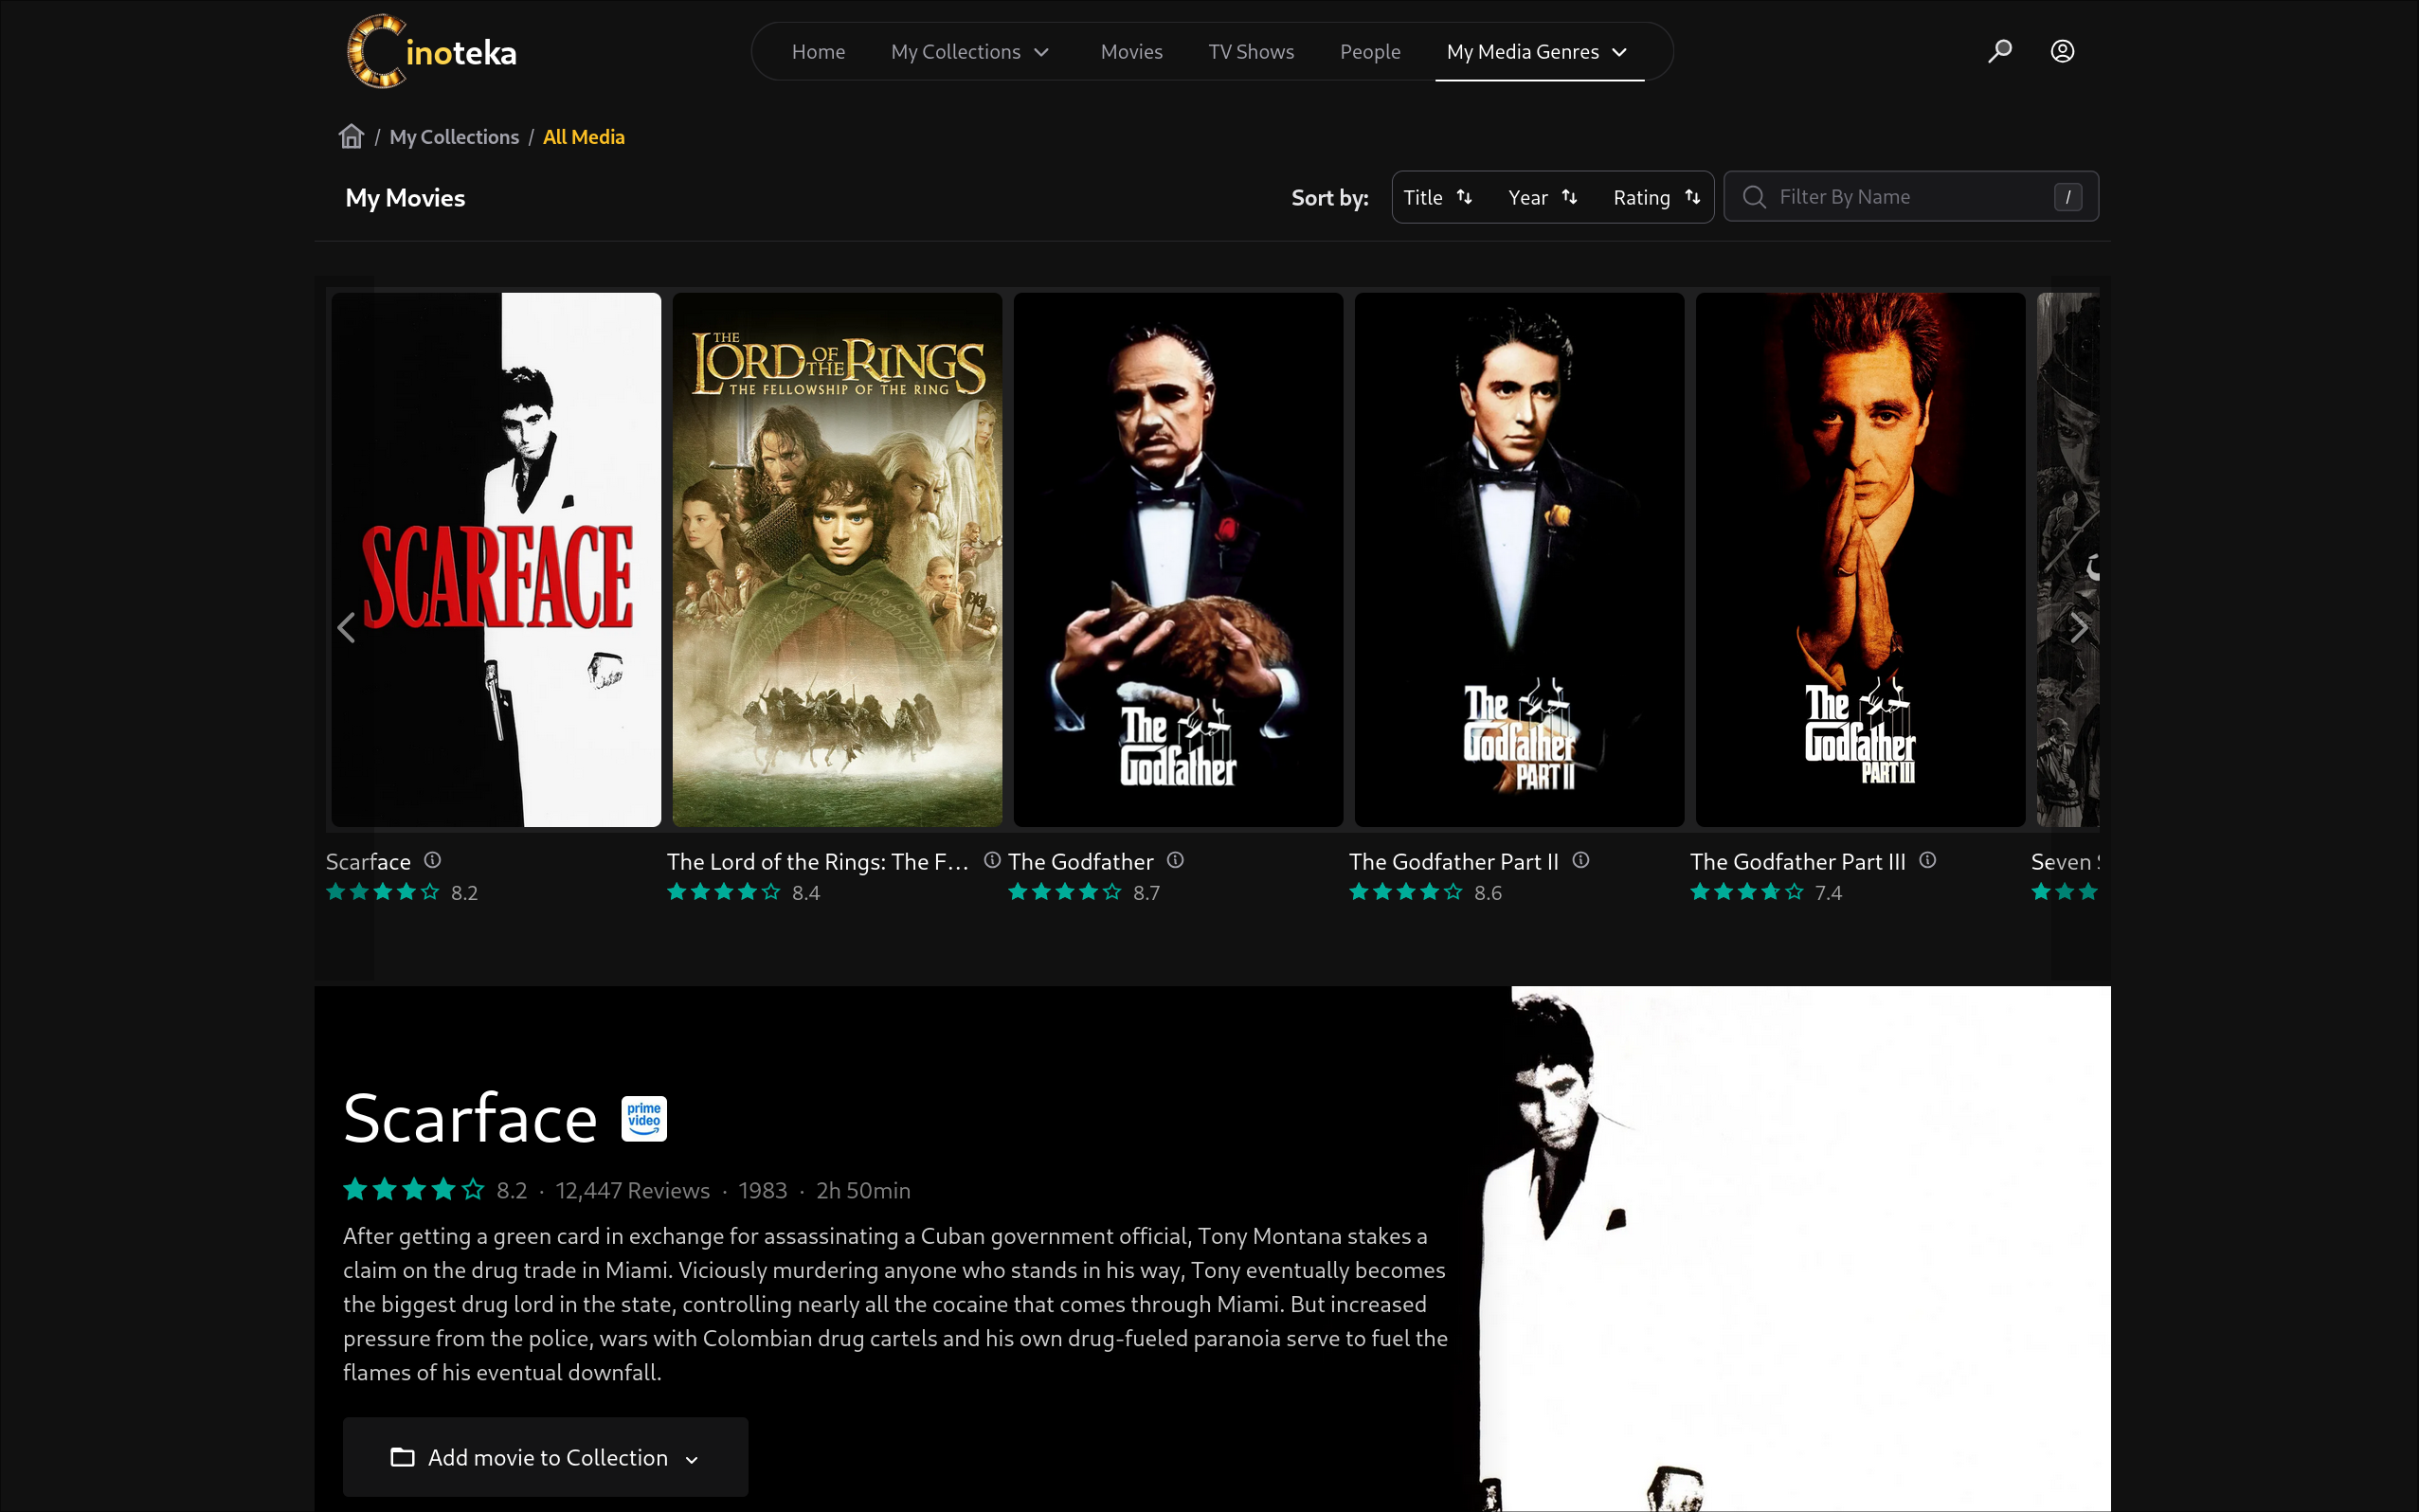 Cinoteka
Home My Collections Movies TV Shows People My Media Genres
/ My Collections / All Media
My Movies
Sort by: Title Year Rating Filter By Name /
SCARFACE
THE LORD OF THE RINGS
THE FELLOWSHIP OF THE RING
The Godfather
The Godfather PART II
The Godfather PART III
Scarface The Lord of the Rings: The F... The Godfather The Godfather Part II The Godfather Part III Seven
8.2 8.4 8.7 8.6 7.4
Scarface prime video
8.2 · 12,447 Reviews · 1983 · 2h 50min
After getting a green card in exchange for assassinating a Cuban government official, Tony Montana stakes a
claim on the drug trade in Miami. Viciously murdering anyone who stands in his way, Tony eventually becomes
the biggest drug lord in the state, controlling nearly all the cocaine that comes through Miami. But increased
pressure from the police, wars with Colombian drug cartels and his own drug-fueled paranoia serve to fuel the
flames of his eventual downfall.
Add movie to Collection